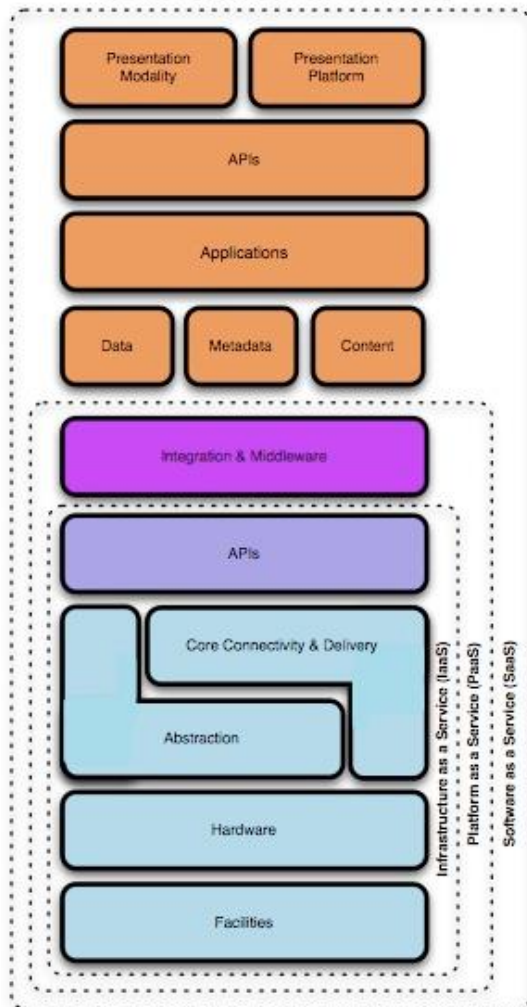 Presentation
Modality
Presentation
Platform
APIs
Applications
Data
Metadata
Content
Integration & Middleware
APIs
Core Connectivity & Delivery
Abstraction
Hardware
Facilities
Infrastructure as a Service (IaaS)
Platform as a Service (PaaS)
Software as a Service (SaaS)